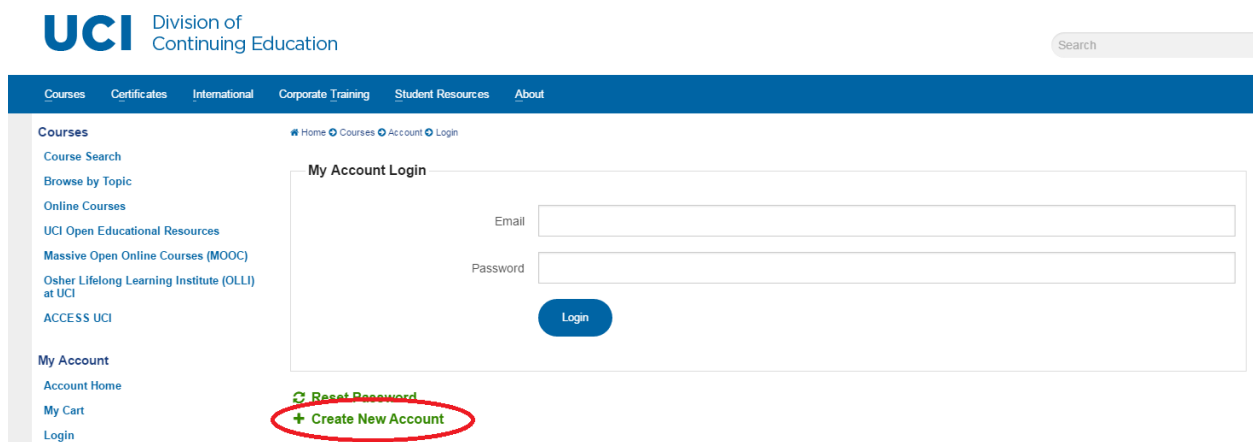 UCI Division of
Continuing Education
Search
Courses Certificates International Corporate Training Student Resources About
Courses
Course Search
Browse by Topic
Online Courses
UCI Open Educational Resources
Massive Open Online Courses (MOOC)
Osher Lifelong Learning Institute (OLLI)
at UCI
ACCESS UCI
My Account
Account Home
My Cart
Login
Home Courses Account Login
My Account Login
Email
Password
Login
Reset Password
+ Create New Account